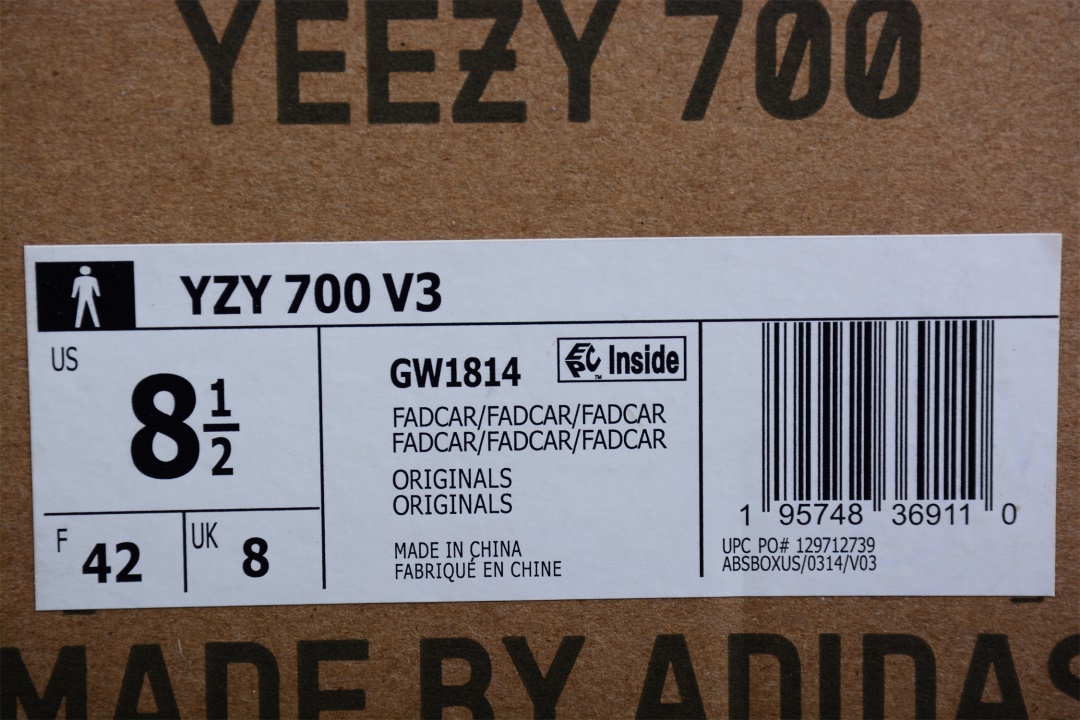 YEEZY 700
YZY 700 V3
US
8 1/2
F 42
UK 8
GW1814
EPC Inside
TM
FADCAR/FADCAR/FADCAR
FADCAR/FADCAR/FADCAR
ORIGINALS
ORIGINALS
MADE IN CHINA
FABRIQUÉ EN CHINE
1 95748 36911 0
UPC PO# 129712739
ABSBOXUS/0314/V03
MADE BY ADIDAS